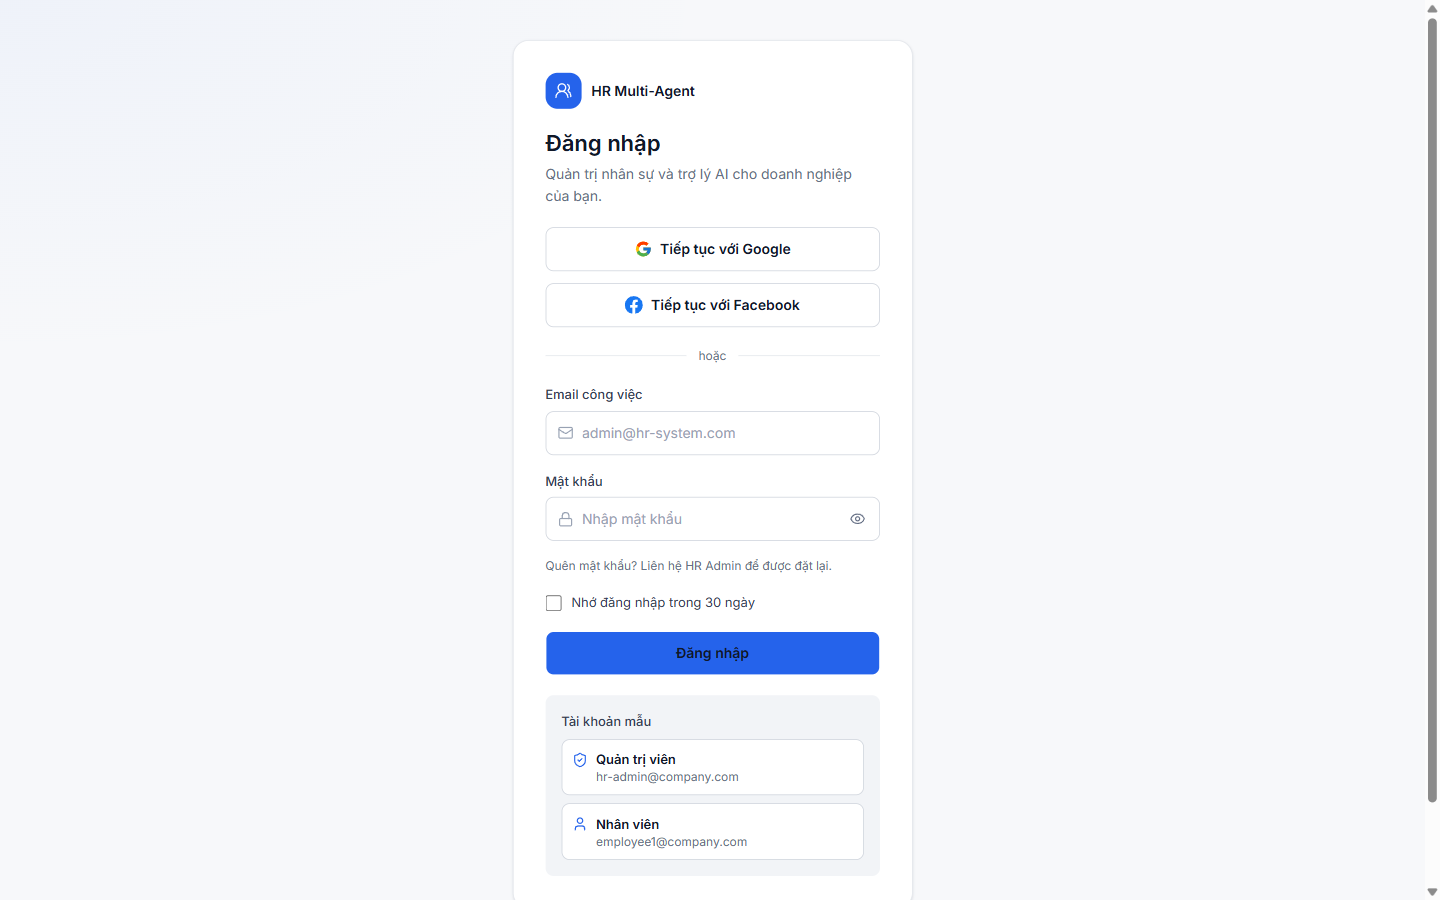 HR Multi-Agent
Đăng nhập
Quản trị nhân sự và trợ lý AI cho doanh nghiệp
của bạn.
Tiếp tục với Google
Tiếp tục với Facebook
hoặc
Email công việc
admin@hr-system.com
Mật khẩu
Nhập mật khẩu
Quên mật khẩu? Liên hệ HR Admin để được đặt lại.
Nhớ đăng nhập trong 30 ngày
Đăng nhập
Tài khoản mẫu
Quản trị viên
hr-admin@company.com
Nhân viên
employee1@company.com